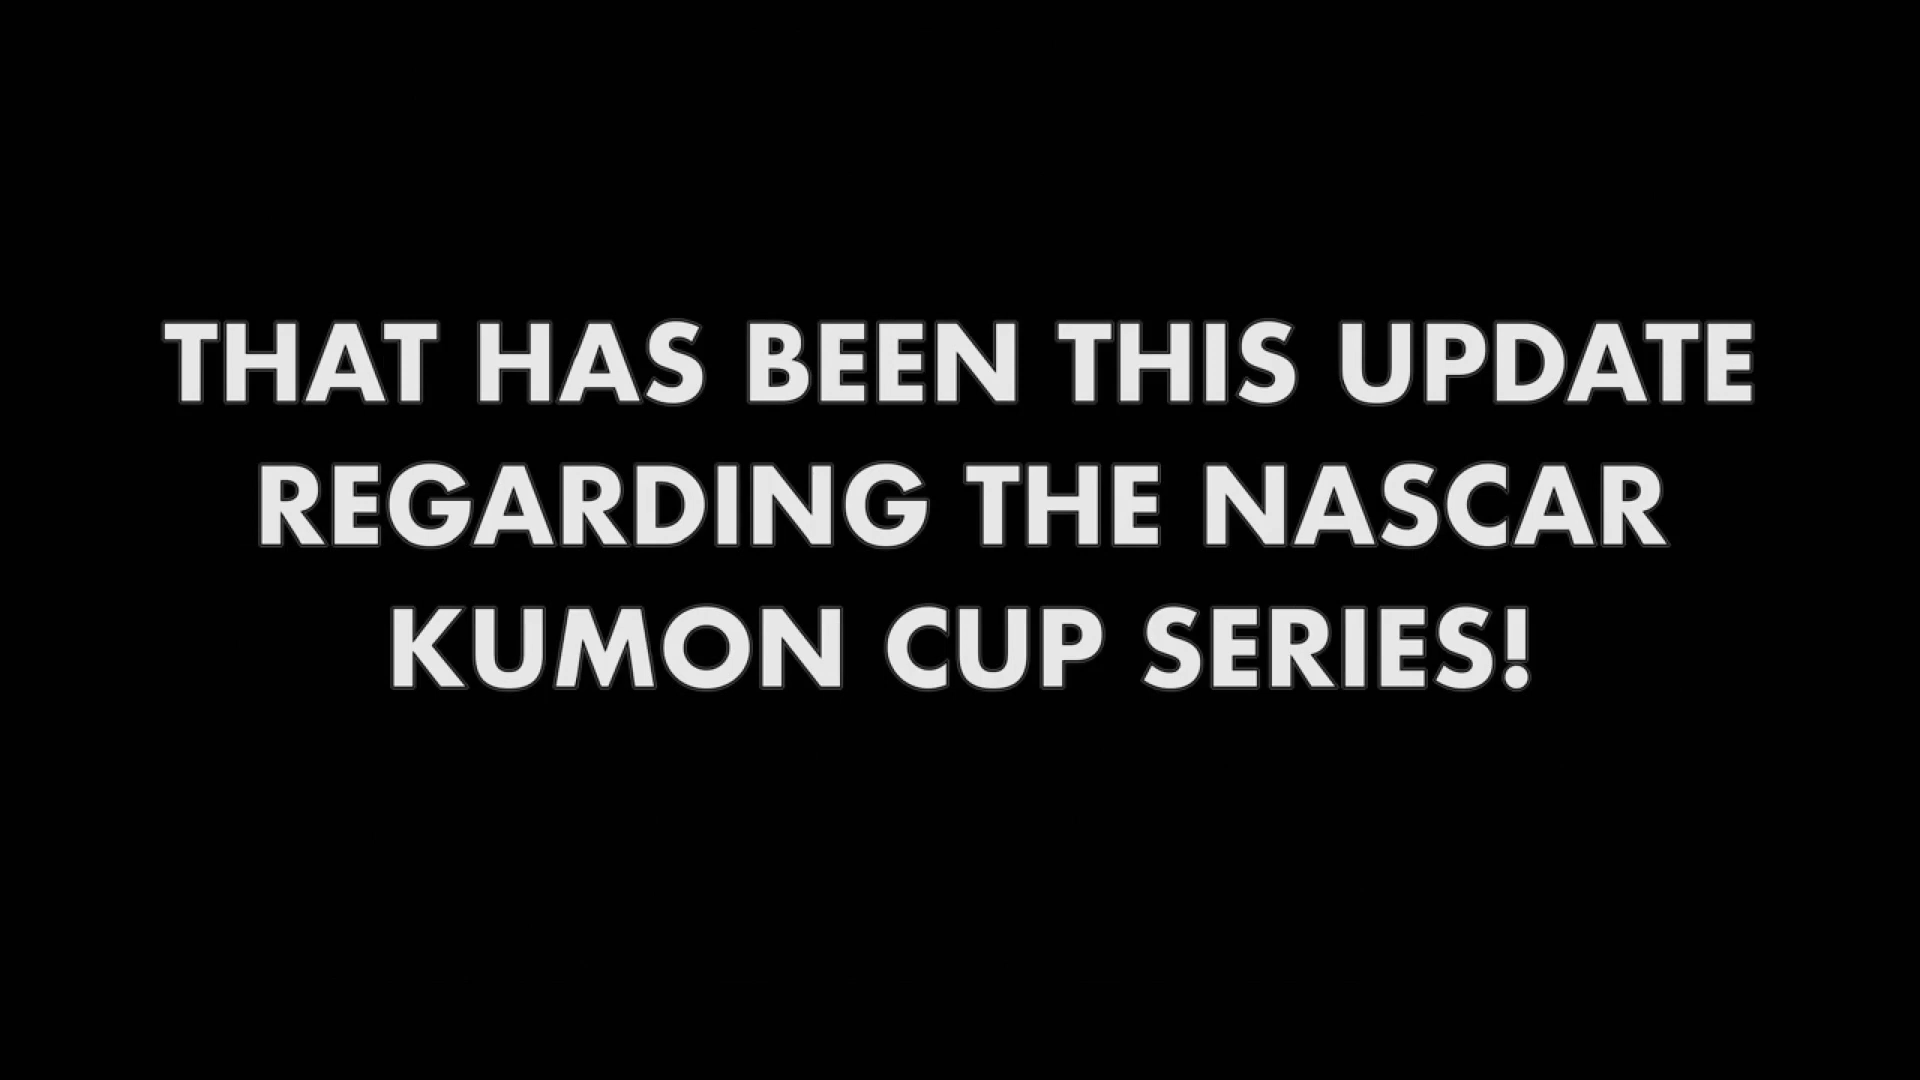 THAT HAS BEEN THIS UPDATE
REGARDING THE NASCAR
KUMON CUP SERIES!